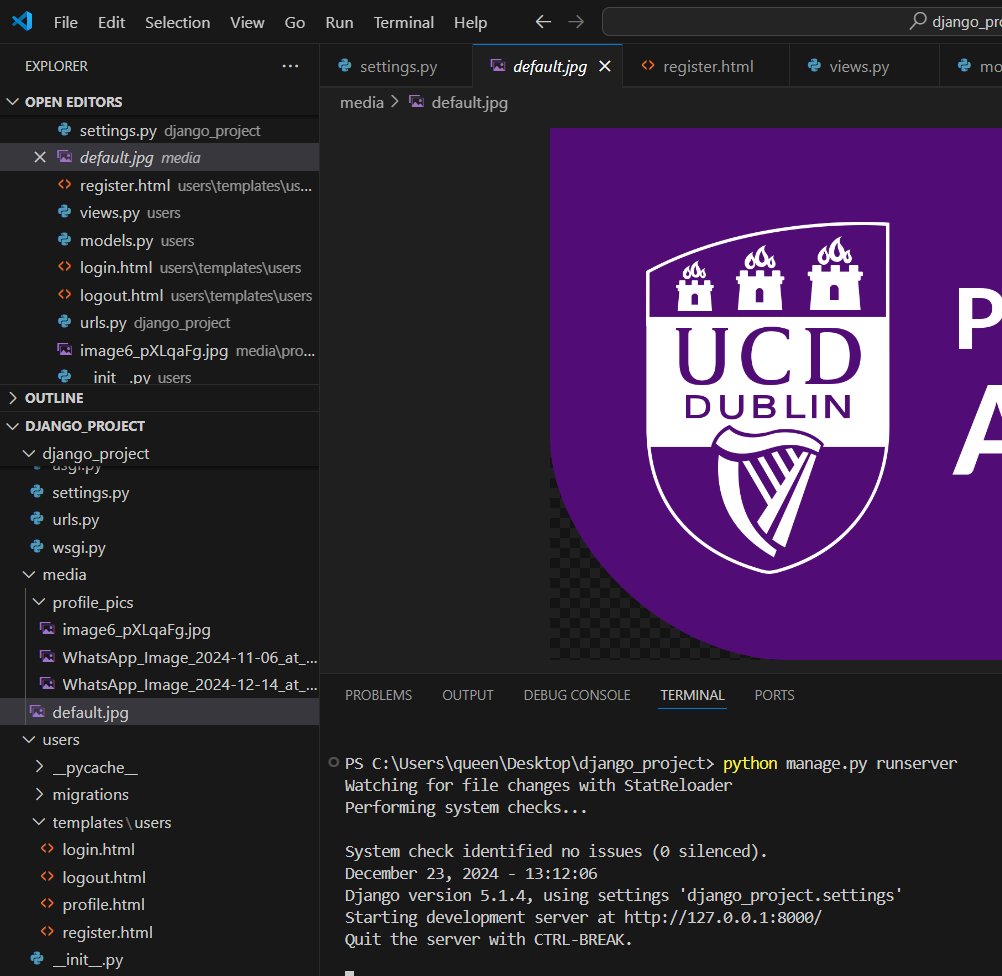 File Edit Selection View Go Run Terminal Help
django_pro
EXPLORER
OPEN EDITORS
settings.py django_project
default.jpg media
register.html users\templates\us...
views.py users
models.py users
login.html users\templates\users
logout.html users\templates\users
urls.py django_project
image6_pXLqaFg.jpg media\pro...
__init__.py users
OUTLINE
DJANGO_PROJECT
django_project
asgi.py
settings.py
urls.py
wsgi.py
media
profile_pics
image6_pXLqaFg.jpg
WhatsApp_Image_2024-11-06_at_...
WhatsApp_Image_2024-12-14_at_...
default.jpg
users
__pycache__
migrations
templates\users
login.html
logout.html
profile.html
register.html
__init__.py
settings.py default.jpg register.html views.py mo
media > default.jpg
UCD
DUBLIN
P
A
PROBLEMS OUTPUT DEBUG CONSOLE TERMINAL PORTS
PS C:\Users\queen\Desktop\django_project> python manage.py runserver
Watching for file changes with StatReloader
Performing system checks...
System check identified no issues (0 silenced).
December 23, 2024 - 13:12:06
Django version 5.1.4, using settings 'django_project.settings'
Starting development server at http://127.0.0.1:8000/
Quit the server with CTRL-BREAK.